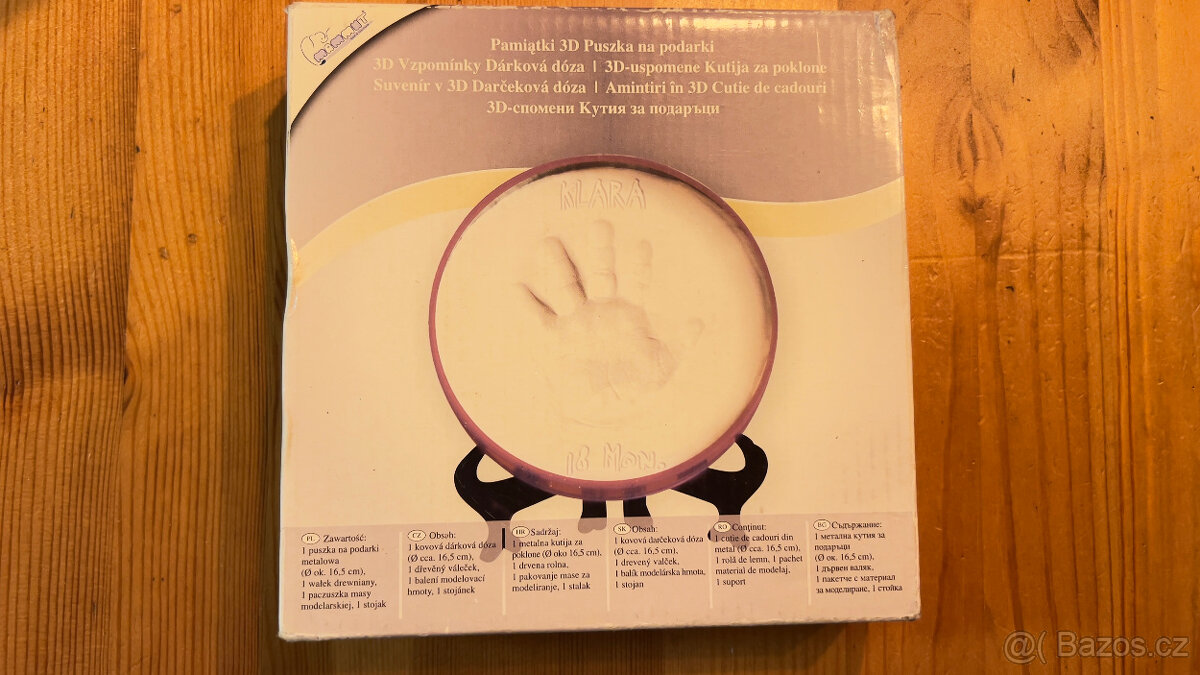 Pamiątki 3D Puszka na podarki
3D Vzpomínky Dárková dóza | 3D-uspomene Kutija za poklone
Suvenír v 3D Darčeková dóza | Amintiri în 3D Cutie de cadouri
3D-спомени Кутия за подаръци
KLARA
16 MON.
PL Zawartość:
1 puszka na podarki
metalowa
(Ø ok. 16,5 cm),
1 wałek drewniany,
1 paczuszka masy
modelarskiej, 1 stojak
CZ Obsah:
1 kovová dárková dóza
(Ø cca. 16,5 cm),
1 dřevěný váleček,
1 balení modelovací
hmoty, 1 stojánek
HR Sadržaj:
1 metalna kutija za
poklone (Ø oko 16,5 cm),
1 drvena rolna,
1 pakovanje mase za
modeliranje, 1 stalak
SK Obsah:
1 kovová darčeková dóza
(Ø cca. 16,5 cm),
1 drevený valček,
1 balík modelárska hmota,
1 stojan
RO Conţinut:
1 cutie de cadouri din
metal (Ø cca. 16,5 cm),
1 rolă de lemn, 1 pachet
material de modelaj,
1 suport
BG Съдържание:
1 метална кутия за
подаръци
(Ø ок. 16,5 cm),
1 дървен валяк,
1 пакетче с материал
за моделиране, 1 стойка
@( Bazos.cz